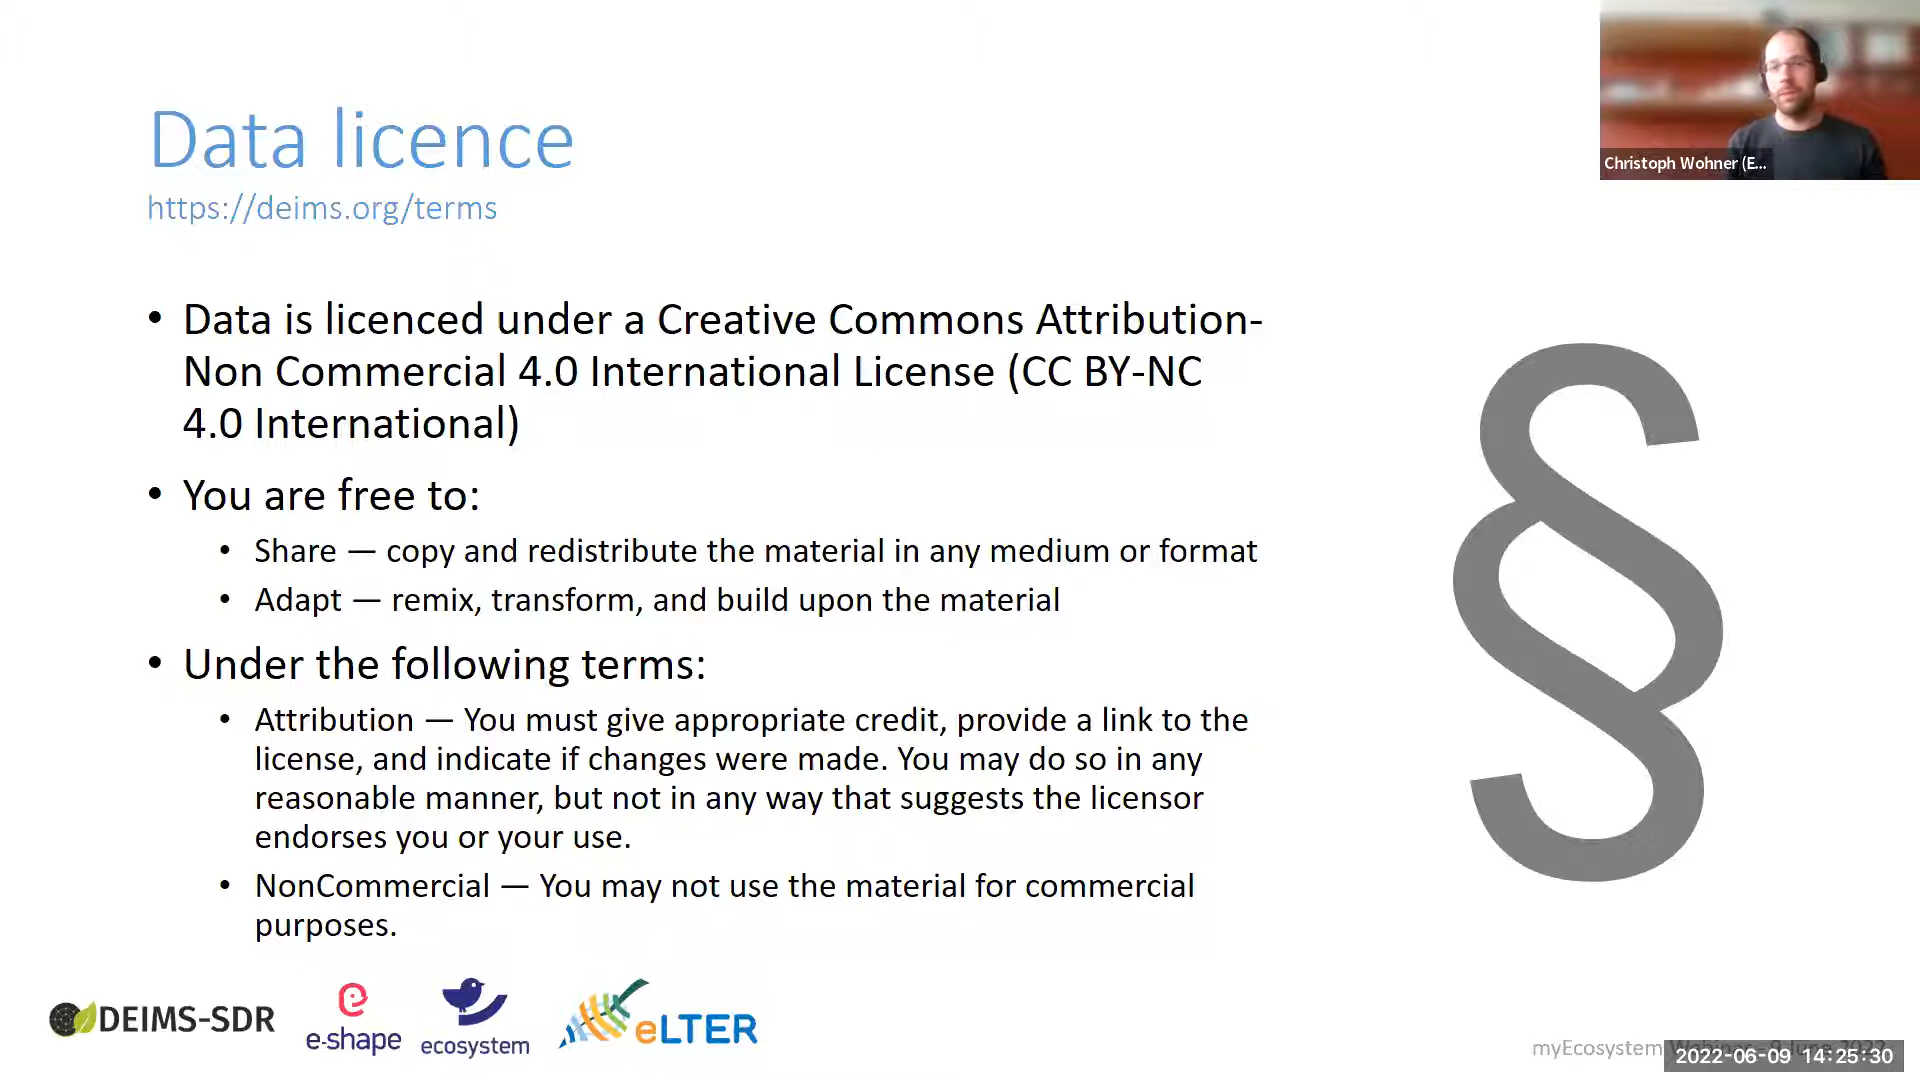 Data licence
https://deims.org/terms
• Data is licenced under a Creative Commons Attribution-
Non Commercial 4.0 International License (CC BY-NC
4.0 International)
• You are free to:
• Share — copy and redistribute the material in any medium or format
• Adapt — remix, transform, and build upon the material
• Under the following terms:
• Attribution — You must give appropriate credit, provide a link to the
license, and indicate if changes were made. You may do so in any
reasonable manner, but not in any way that suggests the licensor
endorses you or your use.
• NonCommercial — You may not use the material for commercial
purposes.
§
Christoph Wohner (E...
DEIMS-SDR
e-shape
ecosystem
eLTER
myEcosystem
2022-06-09 14:25:30